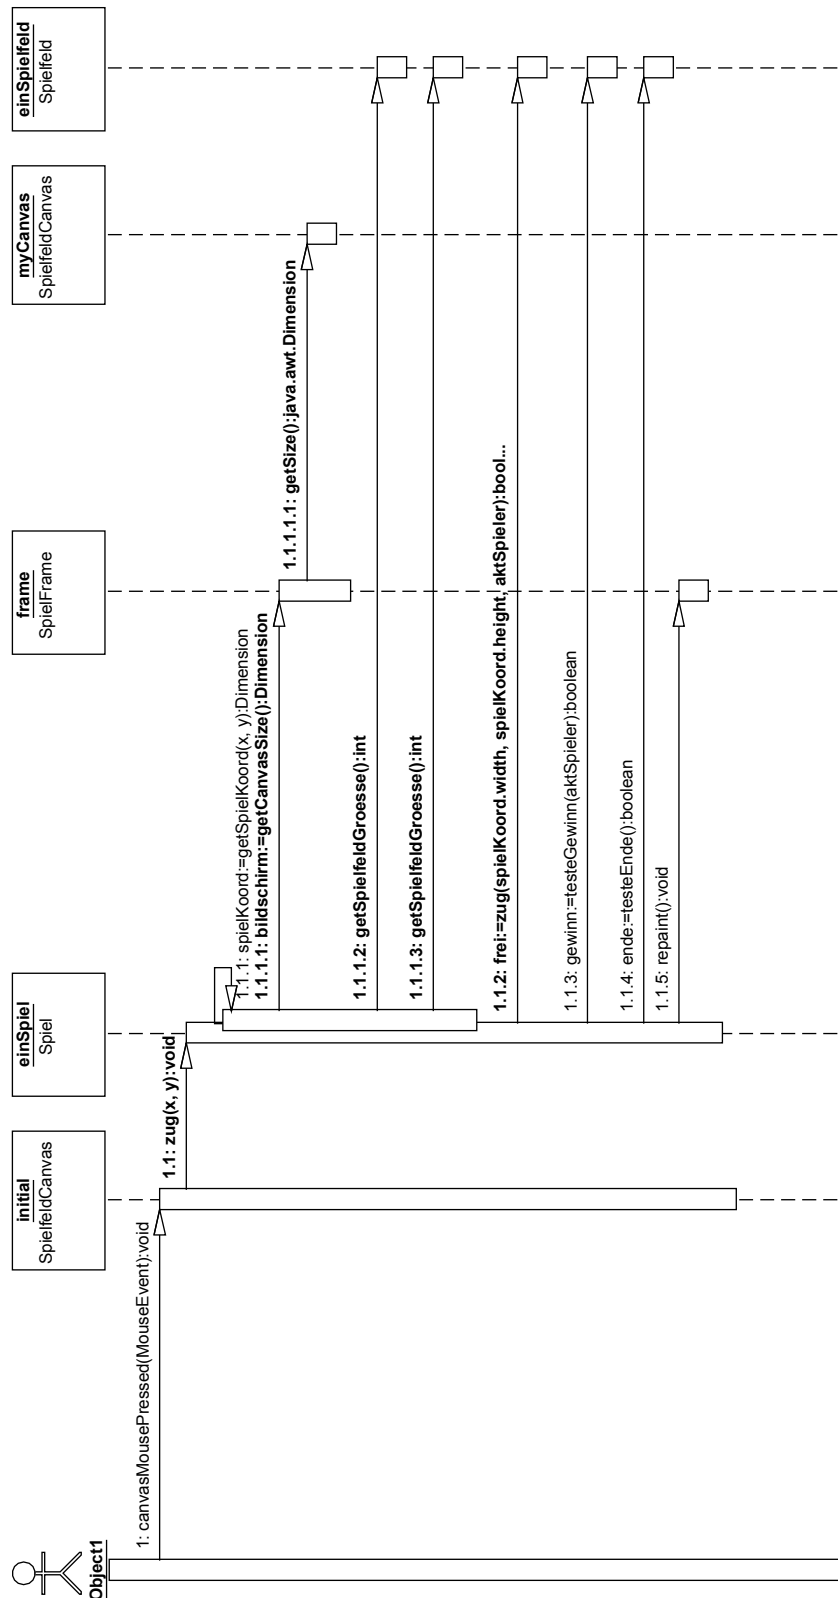 Object1
initial
SpielfeldCanvas
einSpiel
Spiel
frame
SpielFrame
myCanvas
SpielfeldCanvas
einSpielfeld
Spielfeld
1: canvasMousePressed(MouseEvent):void
1.1: zug(x, y):void
1.1.1: spielKoord:=getSpielKoord(x, y):Dimension
1.1.1.1: bildschirm:=getCanvasSize():Dimension
1.1.1.1.1: getSize():java.awt.Dimension
1.1.1.2: getSpielfeldGroesse():int
1.1.1.3: getSpielfeldGroesse():int
1.1.2: frei:=zug(spielKoord.width, spielKoord.height, aktSpieler):bool...
1.1.3: gewinn:=testeGewinn(aktSpieler):boolean
1.1.4: ende:=testeEnde():boolean
1.1.5: repaint():void